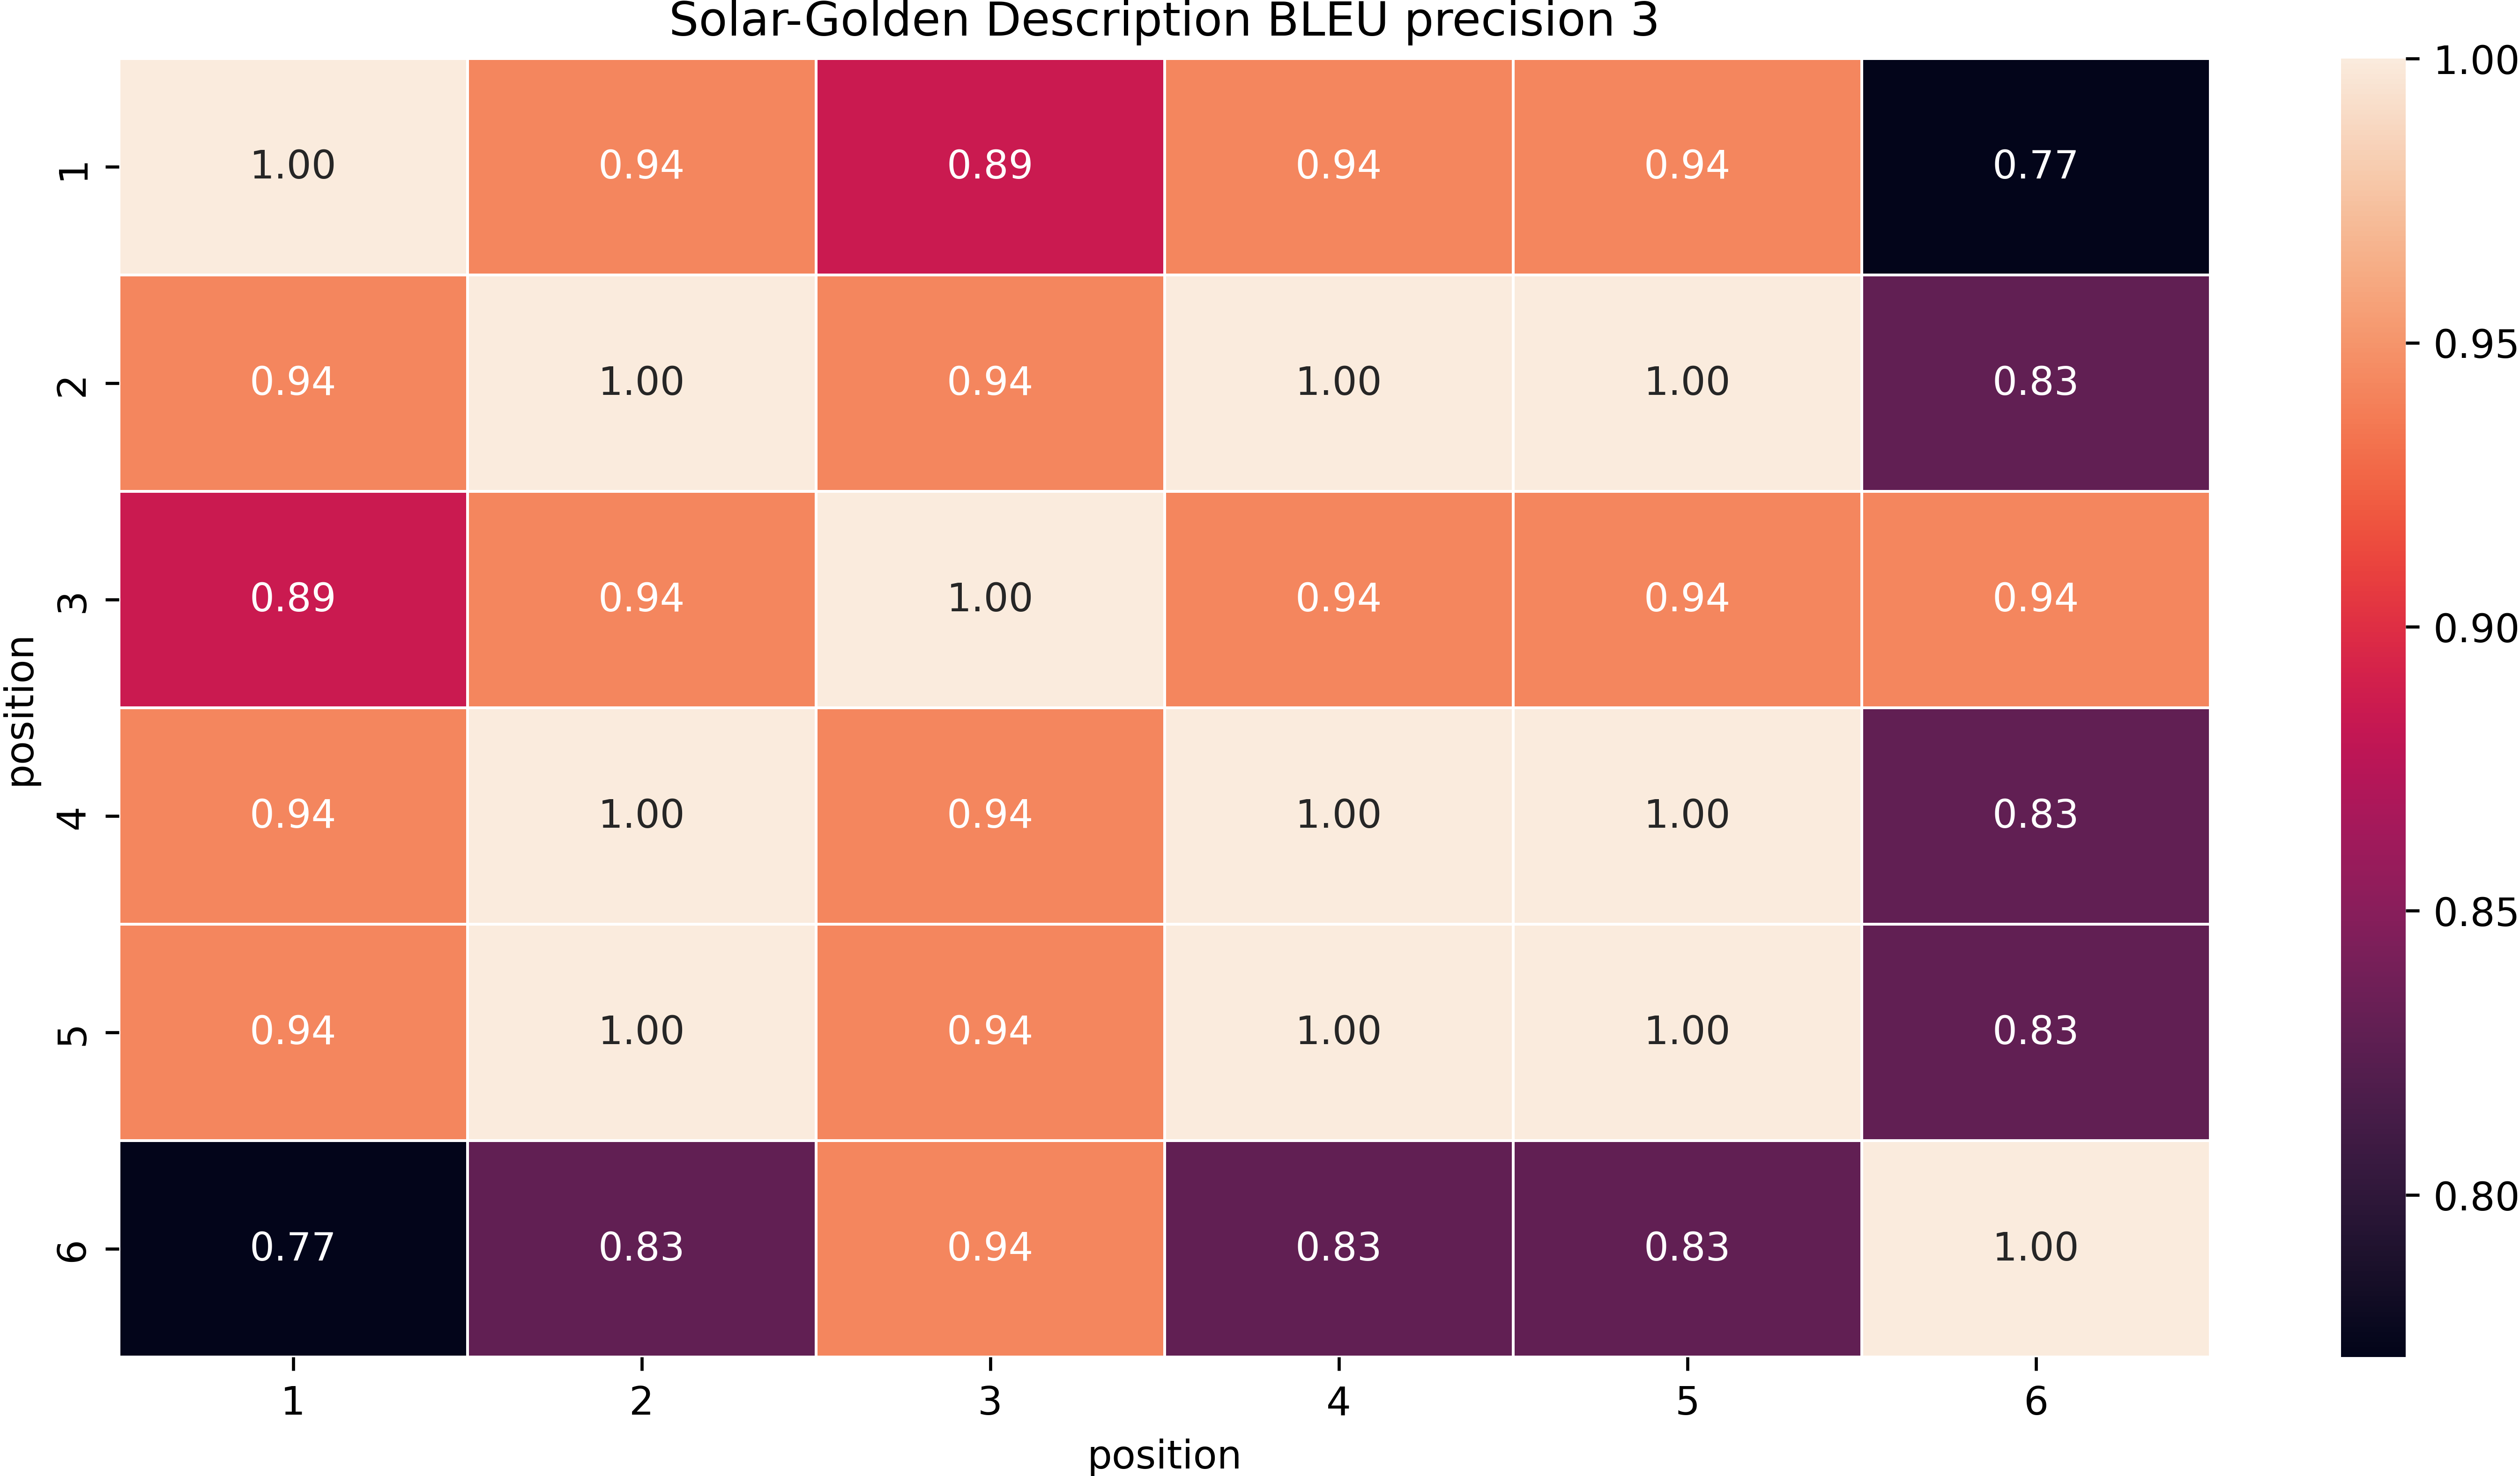 Solar-Golden Description BLEU precision 3
1 1.00 0.94 0.89 0.94 0.94 0.77
2 0.94 1.00 0.94 1.00 1.00 0.83
3 0.89 0.94 1.00 0.94 0.94 0.94
4 0.94 1.00 0.94 1.00 1.00 0.83
5 0.94 1.00 0.94 1.00 1.00 0.83
6 0.77 0.83 0.94 0.83 0.83 1.00
position
1 2 3 4 5 6
position
1.00
0.95
0.90
0.85
0.80